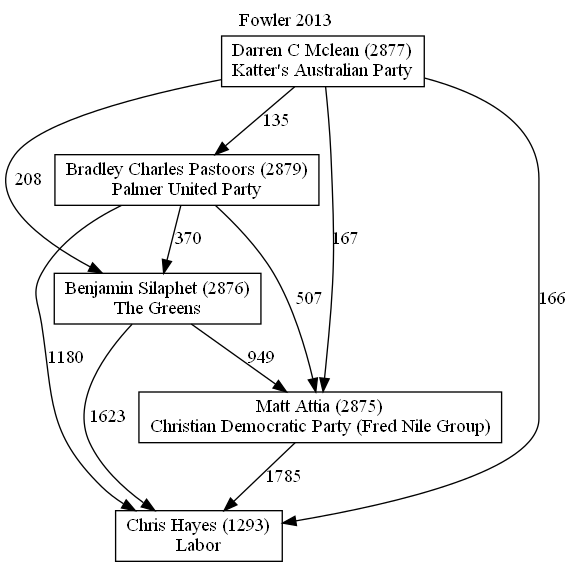 Fowler 2013
Darren C Mclean (2877)
Katter's Australian Party
135
Bradley Charles Pastoors (2879)
Palmer United Party
208
370
167
Benjamin Silaphet (2876)
The Greens
507
166
1180
949
1623
Matt Attia (2875)
Christian Democratic Party (Fred Nile Group)
1785
Chris Hayes (1293)
Labor